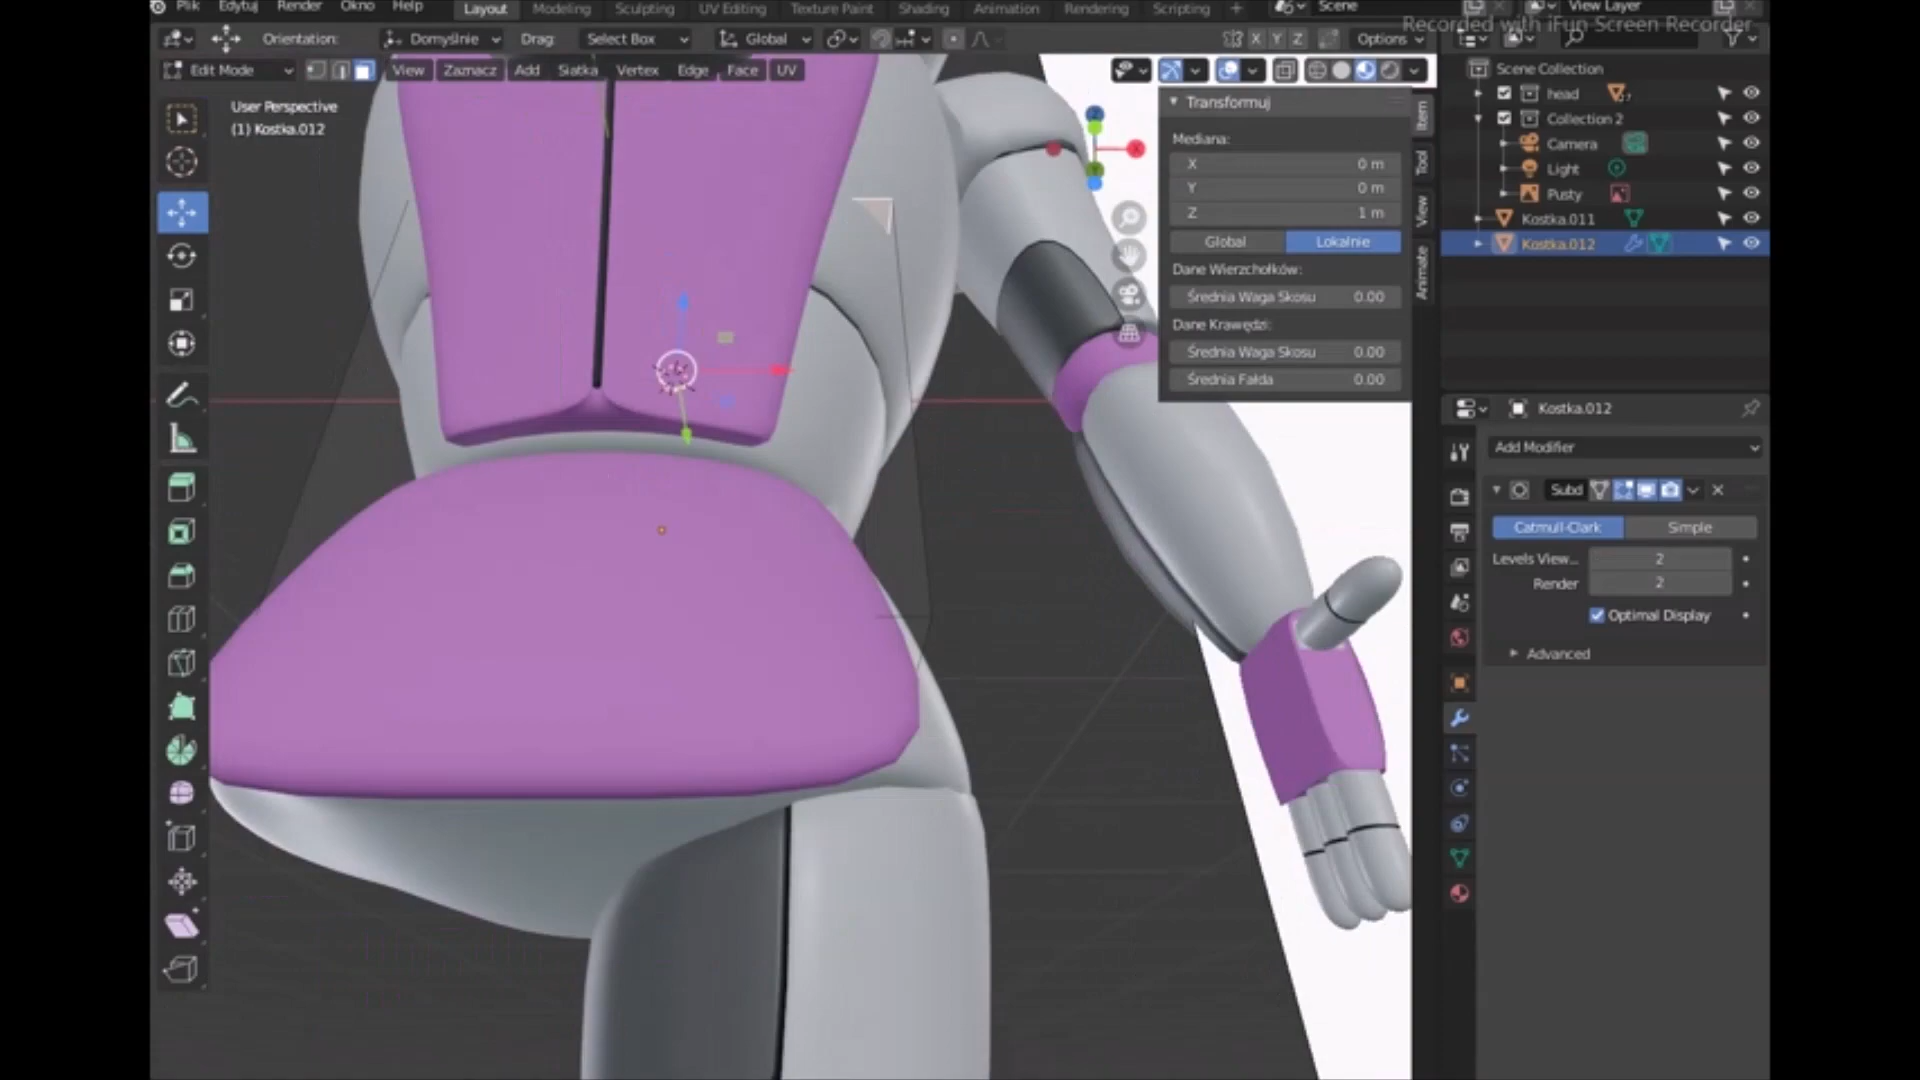 Plik Edytuj Render Okno Help Layout Modeling Sculpting UV Editing Texture Paint Shading Animation Rendering Scripting + Scene View Layer
Recorded with iFun Screen Recorder
Orientation: Domyślnie Drag: Select Box Global X Y Z Options
Edit Mode View Zaznacz Add Siatka Vertex Edge Face UV
User Perspective
(1) Kostka.012
Transformuj
Mediana:
X 0 m
Y 0 m
Z 1 m
Global Lokalnie
Dane Wierzchołków:
Średnia Waga Skosu 0.00
Dane Krawędzi:
Średnia Waga Skosu 0.00
Średnia Fałda 0.00
Item
Tool
View
Animate
Scene Collection
head
Collection 2
Camera
Light
Pusty
Kostka.011
Kostka.012
Kostka.012
Add Modifier
Subd
Catmull-Clark Simple
Levels View... 2
Render 2
Optimal Display
Advanced